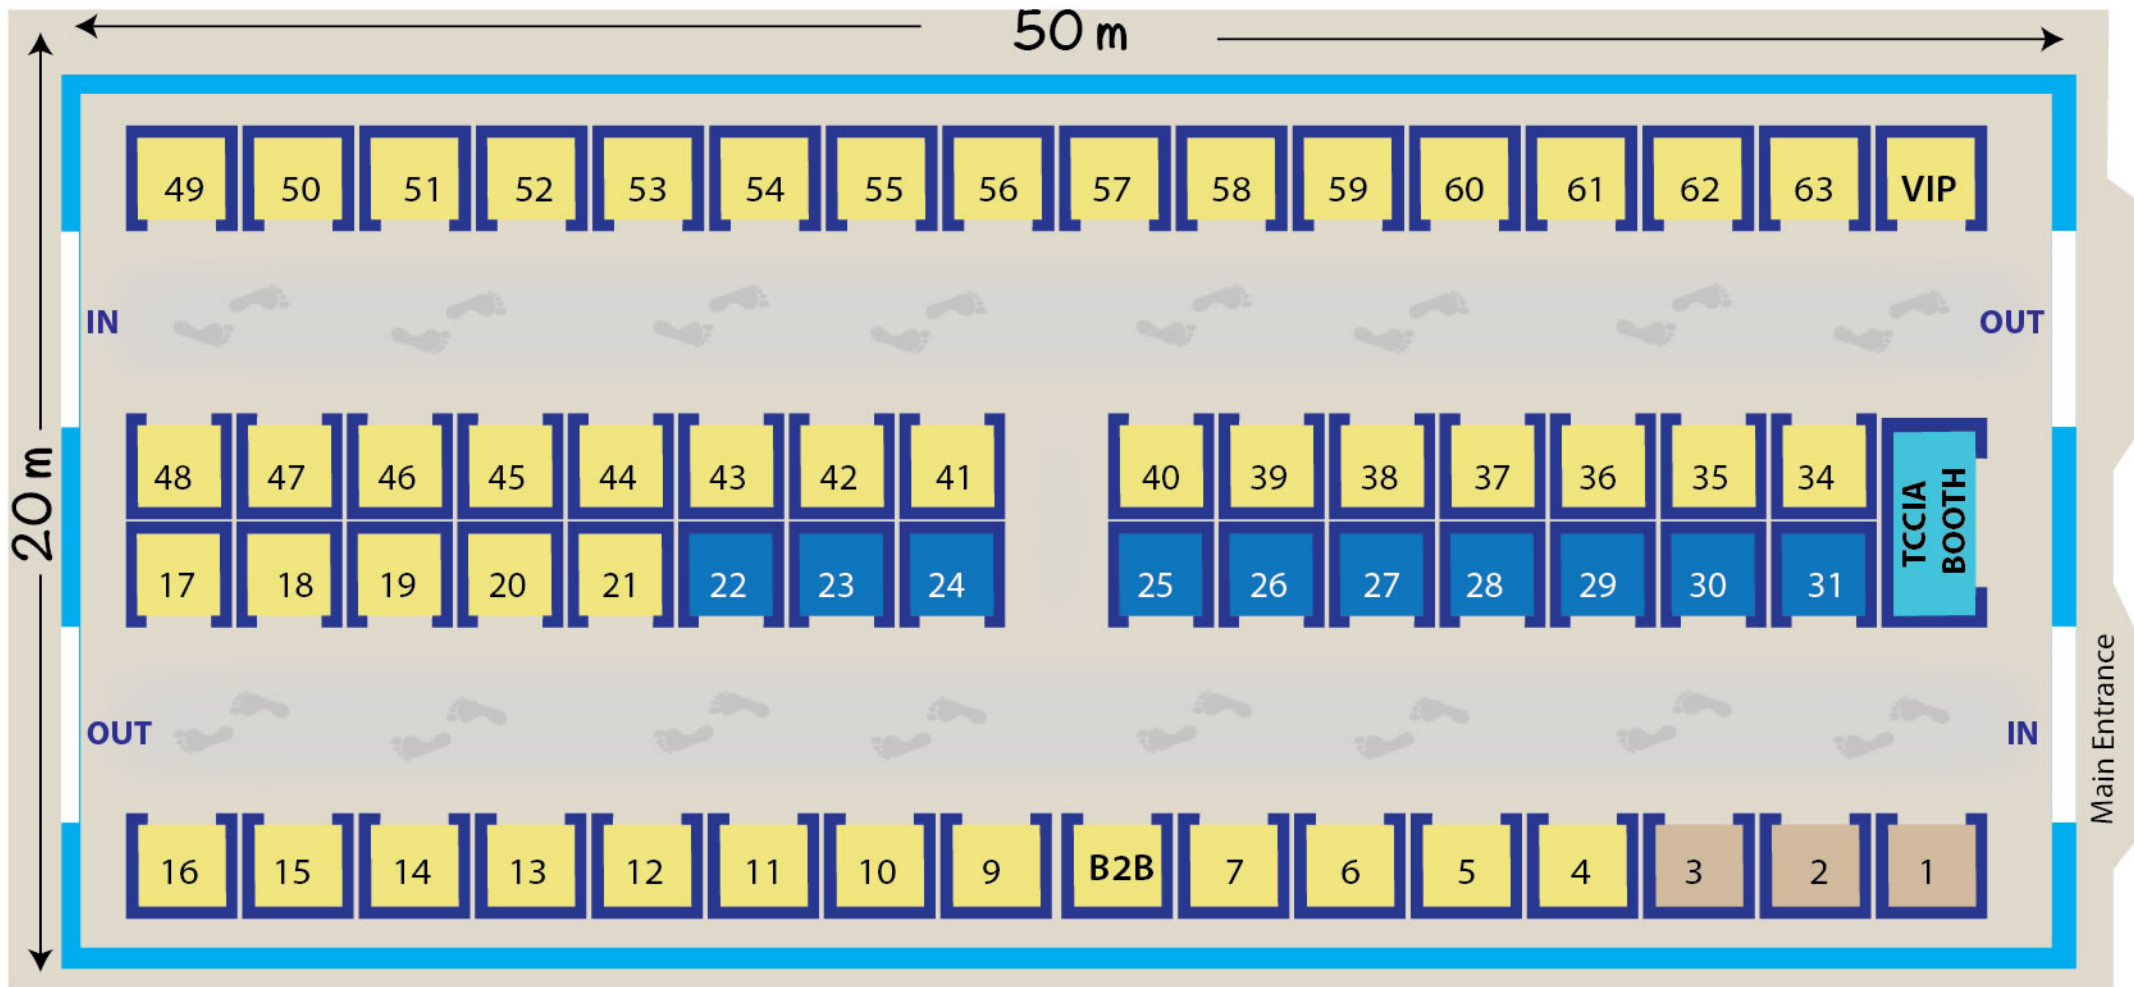 50 m
20 m
49 50 51 52 53 54 55 56 57 58 59 60 61 62 63 VIP
IN OUT
48 47 46 45 44 43 42 41 40 39 38 37 36 35 34
TCCIA
BOOTH
17 18 19 20 21 22 23 24 25 26 27 28 29 30 31
OUT IN
Main Entrance
16 15 14 13 12 11 10 9 B2B 7 6 5 4 3 2 1